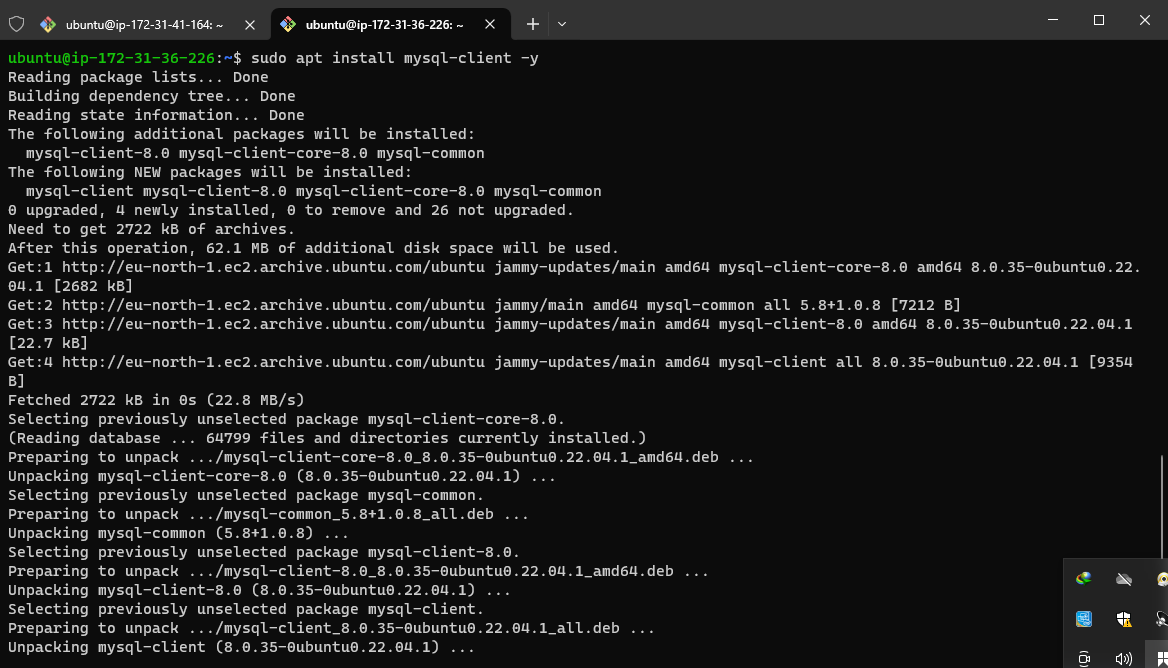 ubuntu@ip-172-31-41-164: ~
ubuntu@ip-172-31-36-226: ~
ubuntu@ip-172-31-36-226:~$ sudo apt install mysql-client -y
Reading package lists... Done
Building dependency tree... Done
Reading state information... Done
The following additional packages will be installed:
  mysql-client-8.0 mysql-client-core-8.0 mysql-common
The following NEW packages will be installed:
  mysql-client mysql-client-8.0 mysql-client-core-8.0 mysql-common
0 upgraded, 4 newly installed, 0 to remove and 26 not upgraded.
Need to get 2722 kB of archives.
After this operation, 62.1 MB of additional disk space will be used.
Get:1 http://eu-north-1.ec2.archive.ubuntu.com/ubuntu jammy-updates/main amd64 mysql-client-core-8.0 amd64 8.0.35-0ubuntu0.22.
04.1 [2682 kB]
Get:2 http://eu-north-1.ec2.archive.ubuntu.com/ubuntu jammy/main amd64 mysql-common all 5.8+1.0.8 [7212 B]
Get:3 http://eu-north-1.ec2.archive.ubuntu.com/ubuntu jammy-updates/main amd64 mysql-client-8.0 amd64 8.0.35-0ubuntu0.22.04.1
[22.7 kB]
Get:4 http://eu-north-1.ec2.archive.ubuntu.com/ubuntu jammy-updates/main amd64 mysql-client all 8.0.35-0ubuntu0.22.04.1 [9354
B]
Fetched 2722 kB in 0s (22.8 MB/s)
Selecting previously unselected package mysql-client-core-8.0.
(Reading database ... 64799 files and directories currently installed.)
Preparing to unpack .../mysql-client-core-8.0_8.0.35-0ubuntu0.22.04.1_amd64.deb ...
Unpacking mysql-client-core-8.0 (8.0.35-0ubuntu0.22.04.1) ...
Selecting previously unselected package mysql-common.
Preparing to unpack .../mysql-common_5.8+1.0.8_all.deb ...
Unpacking mysql-common (5.8+1.0.8) ...
Selecting previously unselected package mysql-client-8.0.
Preparing to unpack .../mysql-client-8.0_8.0.35-0ubuntu0.22.04.1_amd64.deb ...
Unpacking mysql-client-8.0 (8.0.35-0ubuntu0.22.04.1) ...
Selecting previously unselected package mysql-client.
Preparing to unpack .../mysql-client_8.0.35-0ubuntu0.22.04.1_all.deb ...
Unpacking mysql-client (8.0.35-0ubuntu0.22.04.1) ...